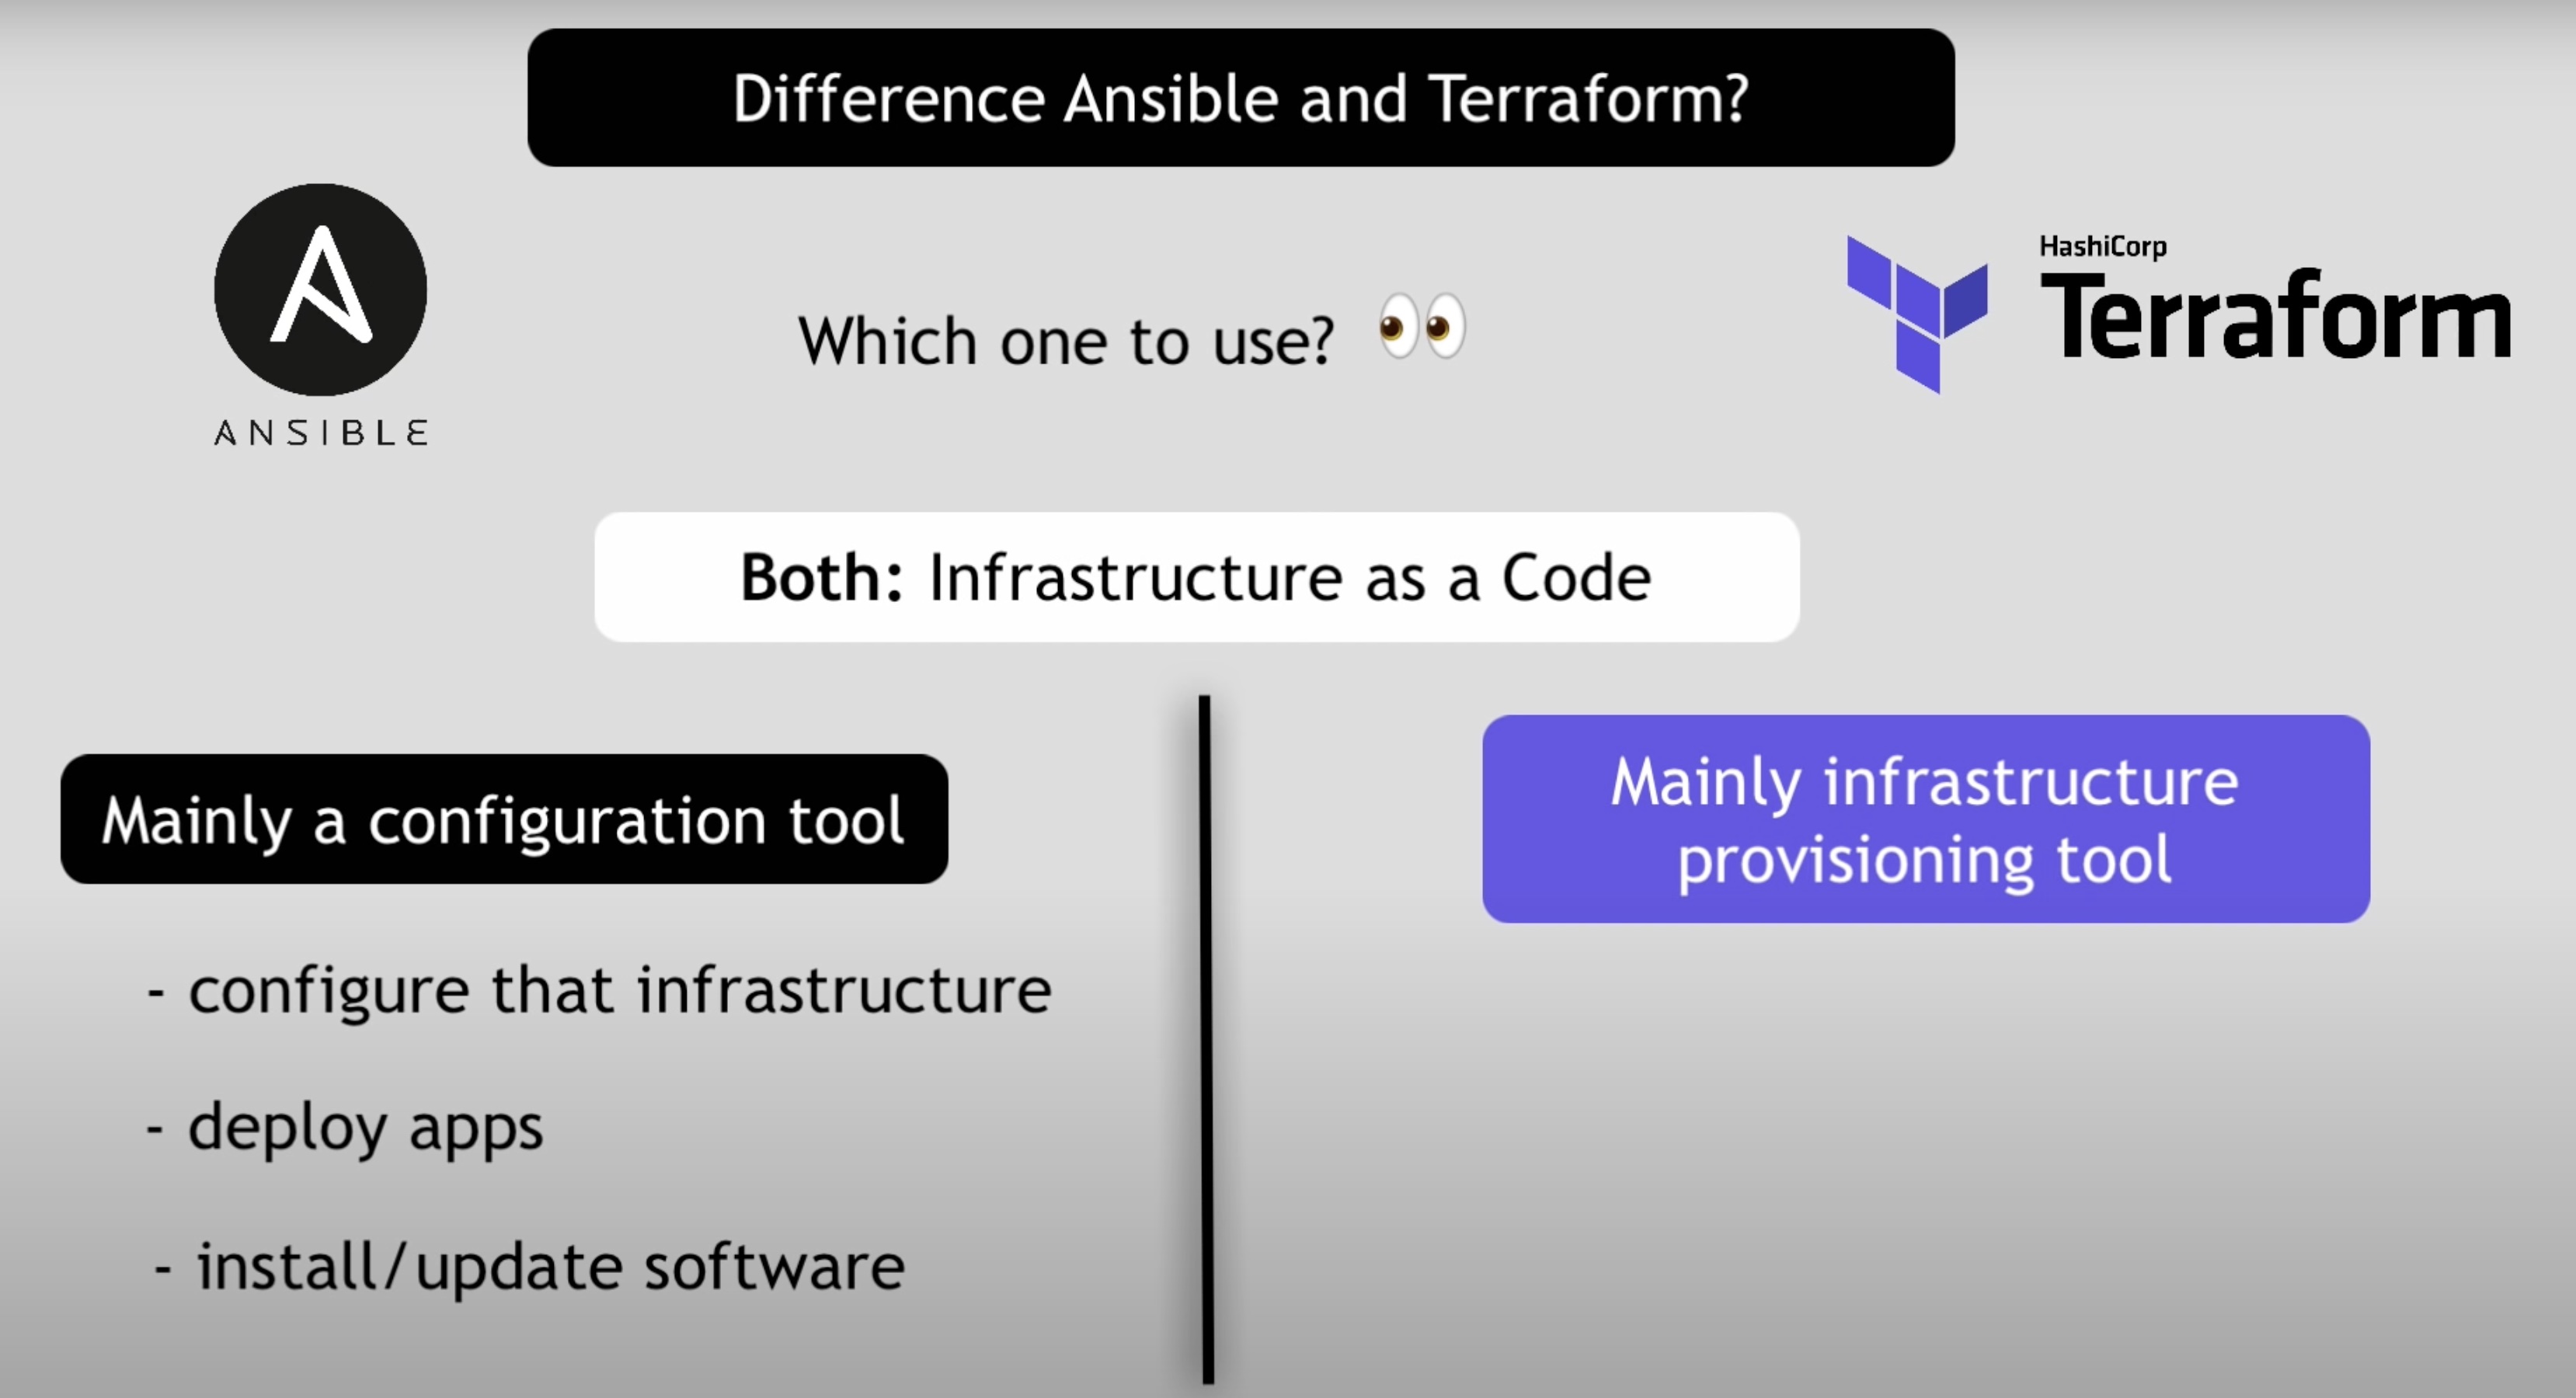 Difference Ansible and Terraform?
ANSIBLE
Which one to use? 👀
HashiCorp
Terraform
Both: Infrastructure as a Code
Mainly a configuration tool
- configure that infrastructure
- deploy apps
- install/update software
Mainly infrastructure
provisioning tool